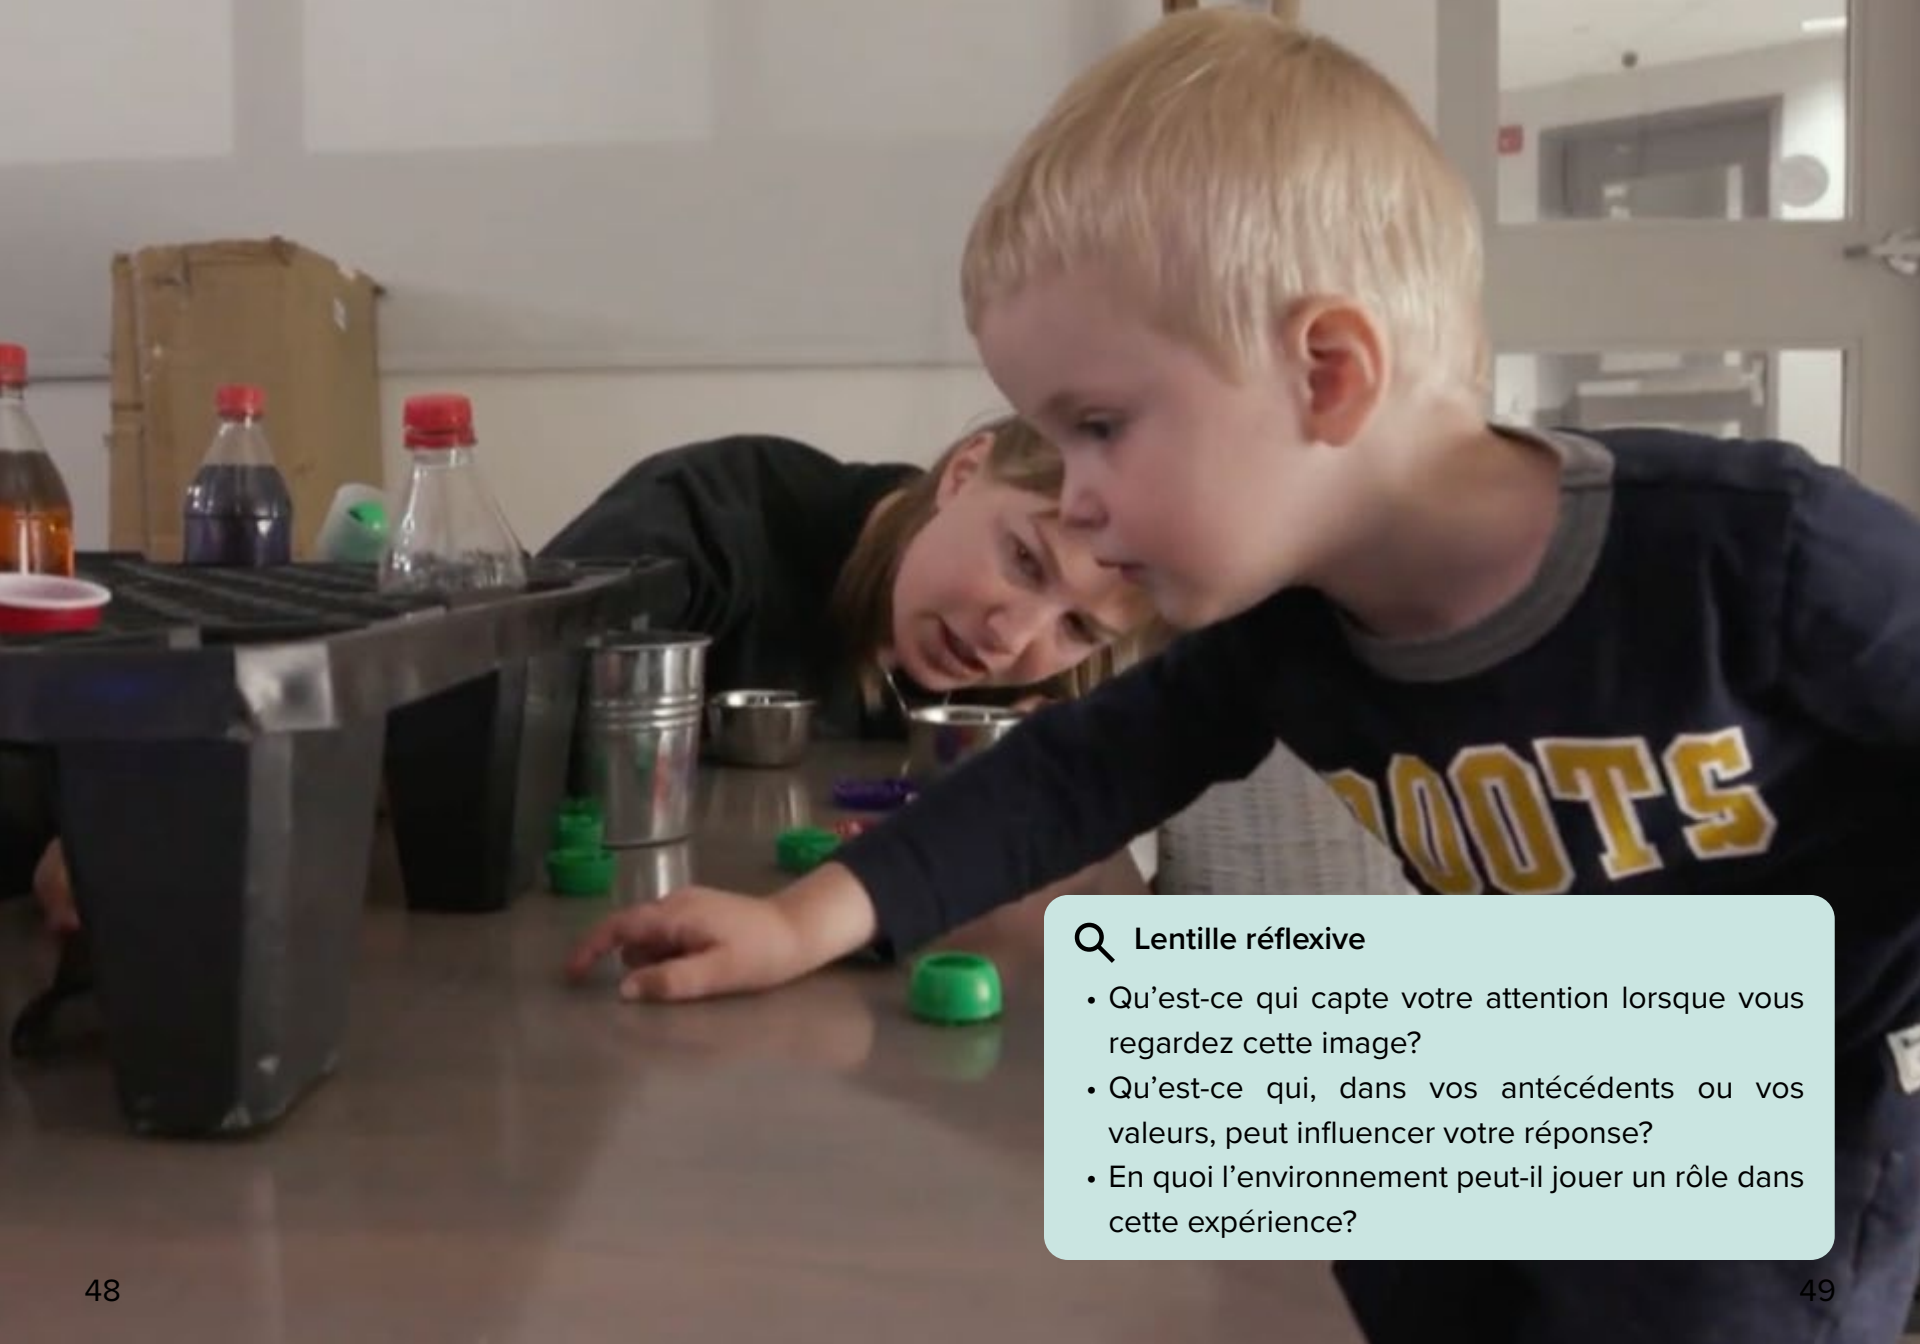 ROOTS
Lentille réflexive
• Qu’est-ce qui capte votre attention lorsque vous
regardez cette image?
• Qu’est-ce qui, dans vos antécédents ou vos
valeurs, peut influencer votre réponse?
• En quoi l’environnement peut-il jouer un rôle dans
cette expérience?
48
49